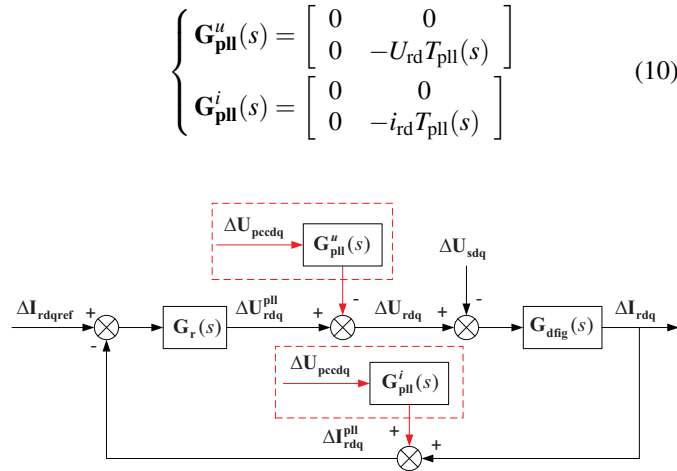 G^u_pll(s) = [ 0 0
0 -U_rd T_pll(s) ]
(10)
G^i_pll(s) = [ 0 0
0 -i_rd T_pll(s) ]
ΔU_pccdq
G^u_pll(s)
ΔU_sdq
-
-
ΔI_rdqref
+
G_r(s)
ΔU^pll_rdq
+
ΔU_rdq
+
G_dfig(s)
ΔI_rdq
-
ΔU_pccdq
G^i_pll(s)
ΔI^pll_rdq
+
+